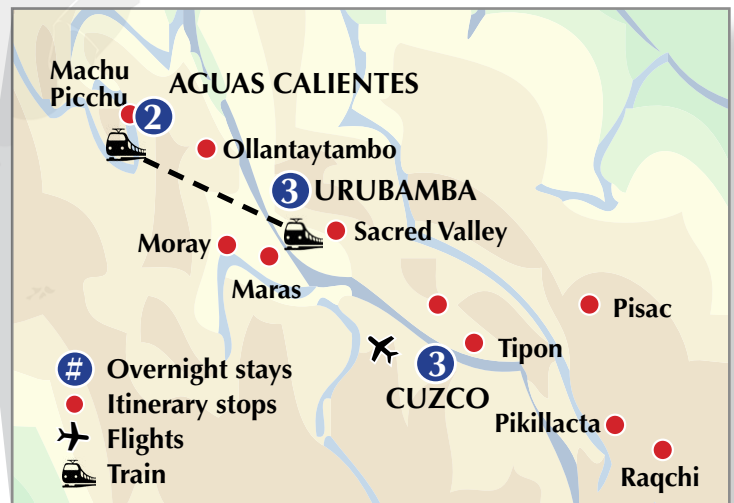 Machu
Picchu
AGUAS CALIENTES
2
Ollantaytambo
3 URUBAMBA
Sacred Valley
Moray
Maras
Pisac
Tipon
3
CUZCO
Pikillacta
Raqchi
# Overnight stays
Itinerary stops
Flights
Train